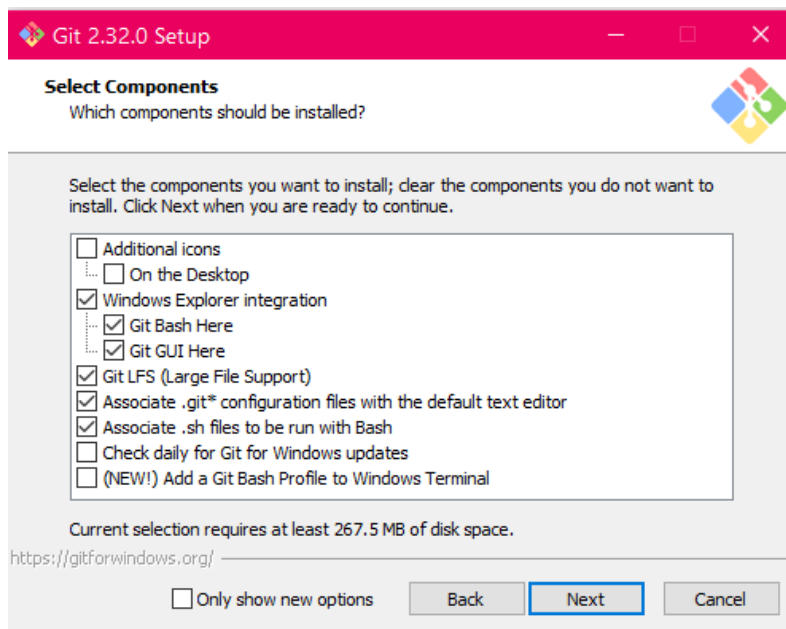 Git 2.32.0 Setup
Select Components
Which components should be installed?
Select the components you want to install; clear the components you do not want to
install. Click Next when you are ready to continue.
Additional icons
On the Desktop
Windows Explorer integration
Git Bash Here
Git GUI Here
Git LFS (Large File Support)
Associate .git* configuration files with the default text editor
Associate .sh files to be run with Bash
Check daily for Git for Windows updates
(NEW!) Add a Git Bash Profile to Windows Terminal
Current selection requires at least 267.5 MB of disk space.
https://gitforwindows.org/
Only show new options Back Next Cancel